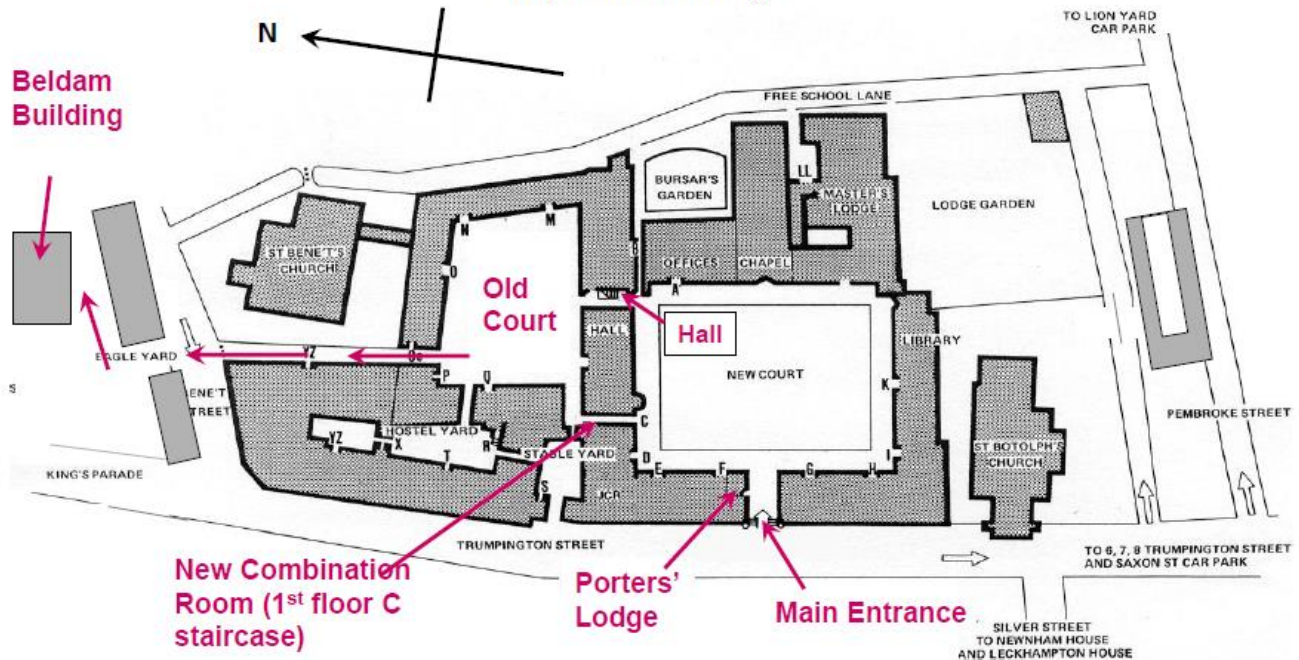 TO LION YARD
CAR PARK
N
Beldam
Building
FREE SCHOOL LANE
BURSAR'S
GARDEN
LL
MASTER'S
LODGE
LODGE GARDEN
ST BENE'T'S
CHURCH
N
M
O
B
OFFICES
CHAPEL
A
Old
Court
Hall
HALL
LIBRARY
NEW COURT
EAGLE YARD
YZ
P
Q
K
S
ENE'T
STREET
C
PEMBROKE STREET
HOSTEL YARD
YZ
X
R
T
STABLE YARD
D
I
ST BOTOLPH'S
CHURCH
KING'S PARADE
E
F
G
H
S
JCR
TRUMPINGTON STREET
TO 6, 7, 8 TRUMPINGTON STREET
AND SAXON ST CAR PARK
New Combination
Room (1st floor C
staircase)
Porters'
Lodge
Main Entrance
SILVER STREET
TO NEWNHAM HOUSE
AND LECKHAMPTON HOUSE